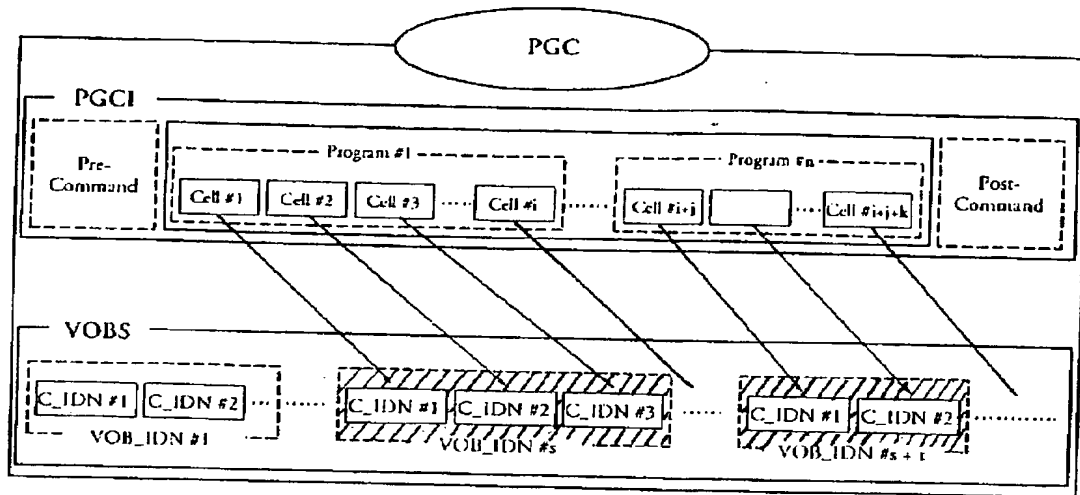 PGC
PGCI
Pre-
Command
Program #1
Cell #1 Cell #2 Cell #3 ..... Cell #i ......
Program #n
Cell #i+j .... Cell #i+j+k
Post-
Command
VOBS
C_IDN #1 C_IDN #2 ... ......
VOB_IDN #1
C_IDN #1 C_IDN #2 C_IDN #3 ......
VOB_IDN #s
C_IDN #1 C_IDN #2 .........
VOB_IDN #s + t